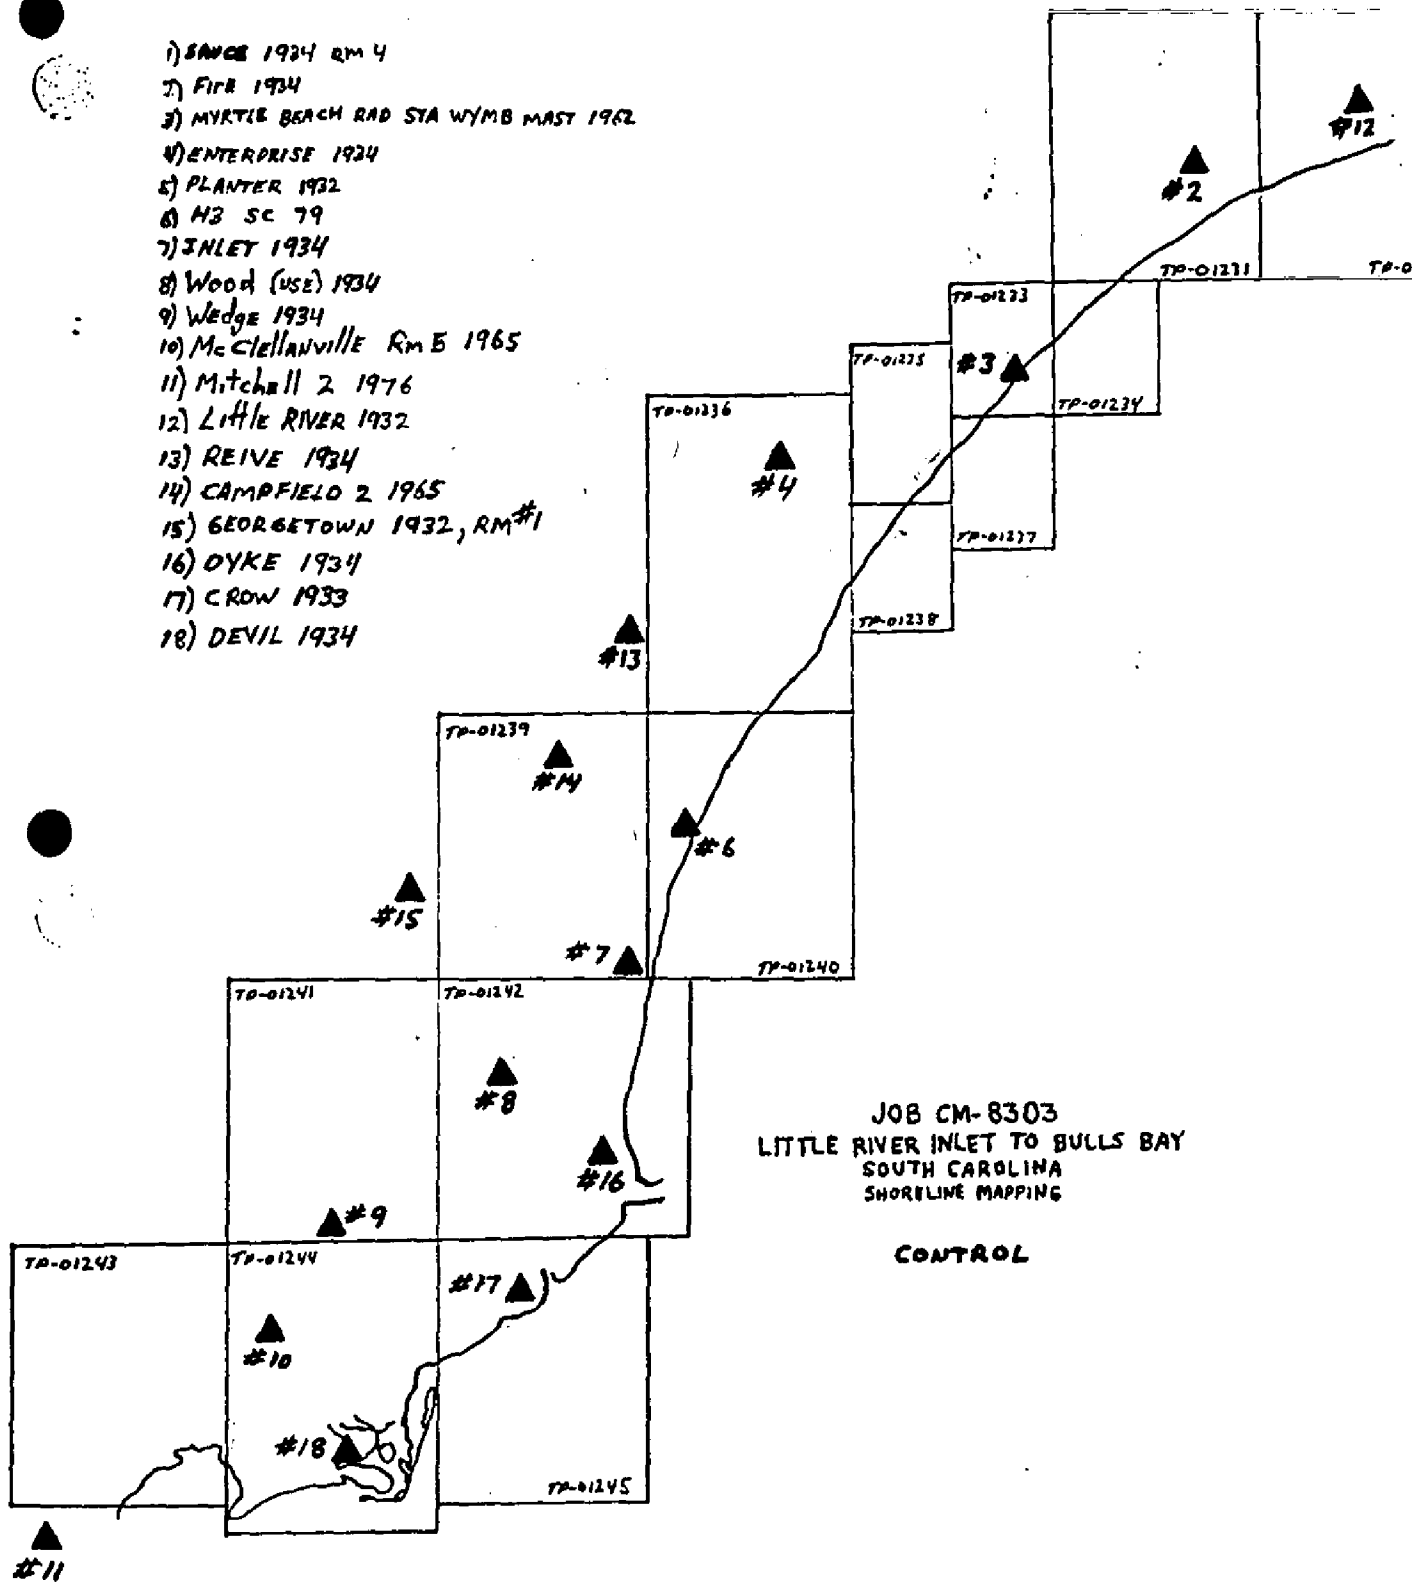 1) SAUCE 1934 RM 4
2) FIRE 1934
3) MYRTLE BEACH RAD STA WYMB MAST 1962
4) ENTERPRISE 1934
5) PLANTER 1932
6) H3 SC 79
7) INLET 1934
8) Wood (USE) 1934
9) Wedge 1934
10) McClellanville Rm 5 1965
11) Mitchell 2 1976
12) Little RIVER 1932
13) REIVE 1934
14) CAMPFIELD 2 1965
15) GEORGETOWN 1932, RM #1
16) DYKE 1934
17) CROW 1933
18) DEVIL 1934
#12
#2
TP-01231
TP-0
TP-01233
TP-01235
#3
TP-01234
TP-01236
#4
TP-01237
TP-01238
#13
TP-01239
#14
#6
#15
#7
TP-01240
TP-01241
TP-01242
#8
#16
#9
JOB CM-8303
LITTLE RIVER INLET TO BULLS BAY
SOUTH CAROLINA
SHORELINE MAPPING
CONTROL
TP-01243
TP-01244
#17
#10
#18
TP-01245
#11